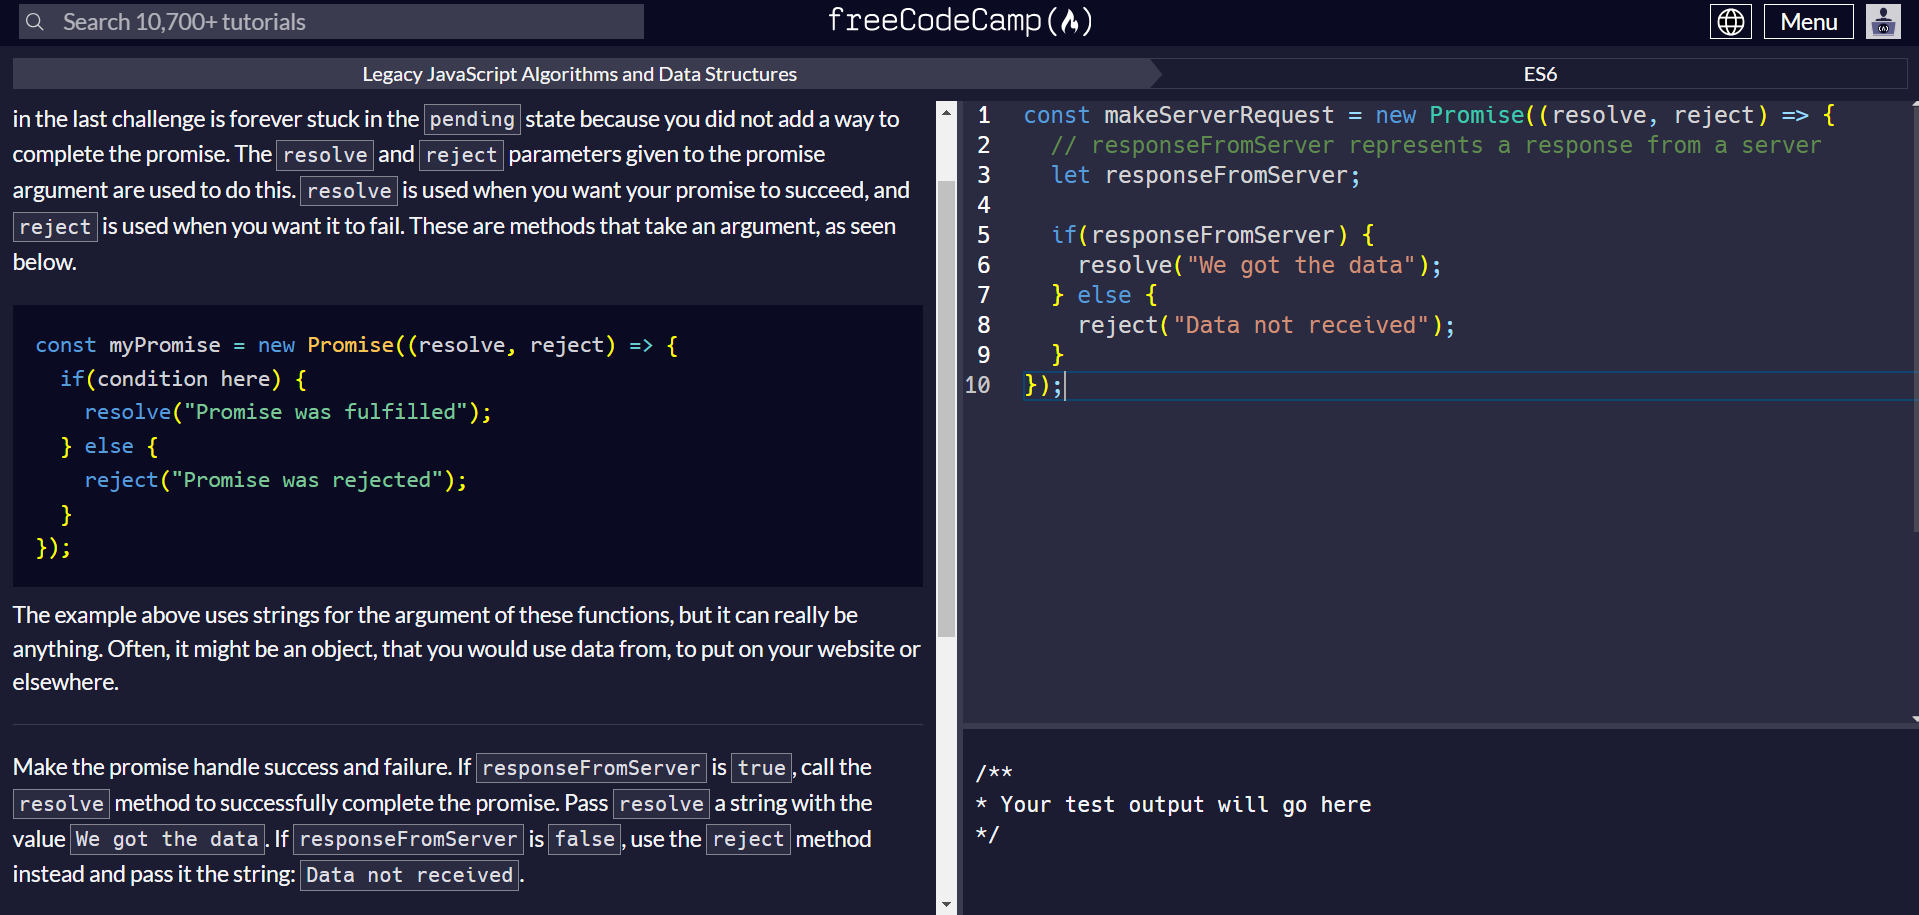 Search 10,700+ tutorials
freeCodeCamp(🔥)
Menu
Legacy JavaScript Algorithms and Data Structures
ES6
in the last challenge is forever stuck in the pending state because you did not add a way to
complete the promise. The resolve and reject parameters given to the promise
argument are used to do this. resolve is used when you want your promise to succeed, and
reject is used when you want it to fail. These are methods that take an argument, as seen
below.
const myPromise = new Promise((resolve, reject) => {
  if(condition here) {
    resolve("Promise was fulfilled");
  } else {
    reject("Promise was rejected");
  }
});
The example above uses strings for the argument of these functions, but it can really be
anything. Often, it might be an object, that you would use data from, to put on your website or
elsewhere.
Make the promise handle success and failure. If responseFromServer is true, call the
resolve method to successfully complete the promise. Pass resolve a string with the
value We got the data. If responseFromServer is false, use the reject method
instead and pass it the string: Data not received.
1 const makeServerRequest = new Promise((resolve, reject) => {
2   // responseFromServer represents a response from a server
3   let responseFromServer;
4
5   if(responseFromServer) {
6     resolve("We got the data");
7   } else {
8     reject("Data not received");
9   }
10 });
/**
* Your test output will go here
*/